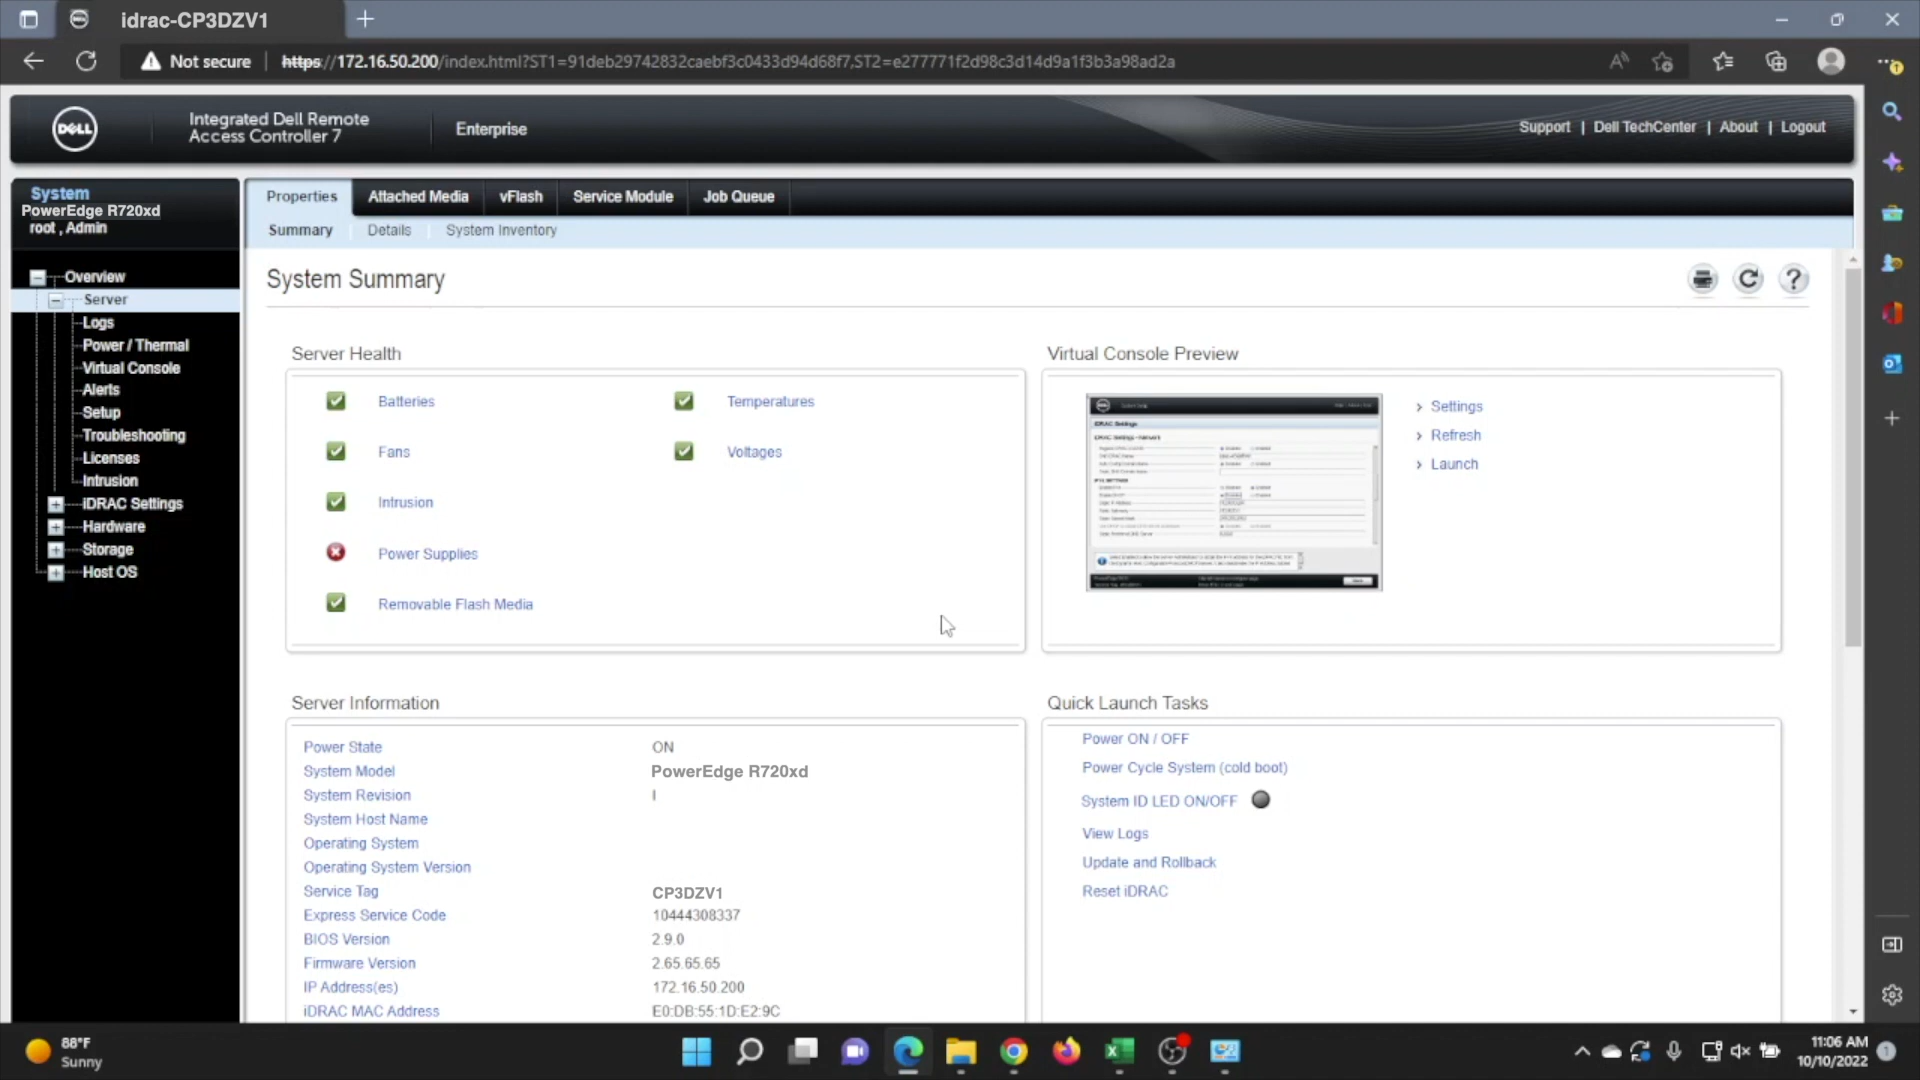 idrac-CP3DZV1
Not secure
https://172.16.50.200/index.html?ST1=91deb29742832caebf3c0433d94d68f7,ST2=e277771f2d98c3d14d9a1f3b3a98ad2a
DELL
Integrated Dell Remote
Access Controller 7
Enterprise
Support | Dell TechCenter | About | Logout
System
PowerEdge R720xd
root , Admin
Properties
Attached Media
vFlash
Service Module
Job Queue
Summary
Details
System Inventory
Overview
Server
Logs
Power / Thermal
Virtual Console
Alerts
Setup
Troubleshooting
Licenses
Intrusion
iDRAC Settings
Hardware
Storage
Host OS
System Summary
Server Health
Batteries
Temperatures
Fans
Voltages
Intrusion
Power Supplies
Removable Flash Media
Virtual Console Preview
iDRAC Settings
Settings
Refresh
Launch
Server Information
Power State ON
System Model PowerEdge R720xd
System Revision I
System Host Name
Operating System
Operating System Version
Service Tag CP3DZV1
Express Service Code 10444308337
BIOS Version 2.9.0
Firmware Version 2.65.65.65
IP Address(es) 172.16.50.200
iDRAC MAC Address E0:DB:55:1D:E2:9C
Quick Launch Tasks
Power ON / OFF
Power Cycle System (cold boot)
System ID LED ON/OFF
View Logs
Update and Rollback
Reset iDRAC
88°F
Sunny
11:06 AM
10/10/2022
1